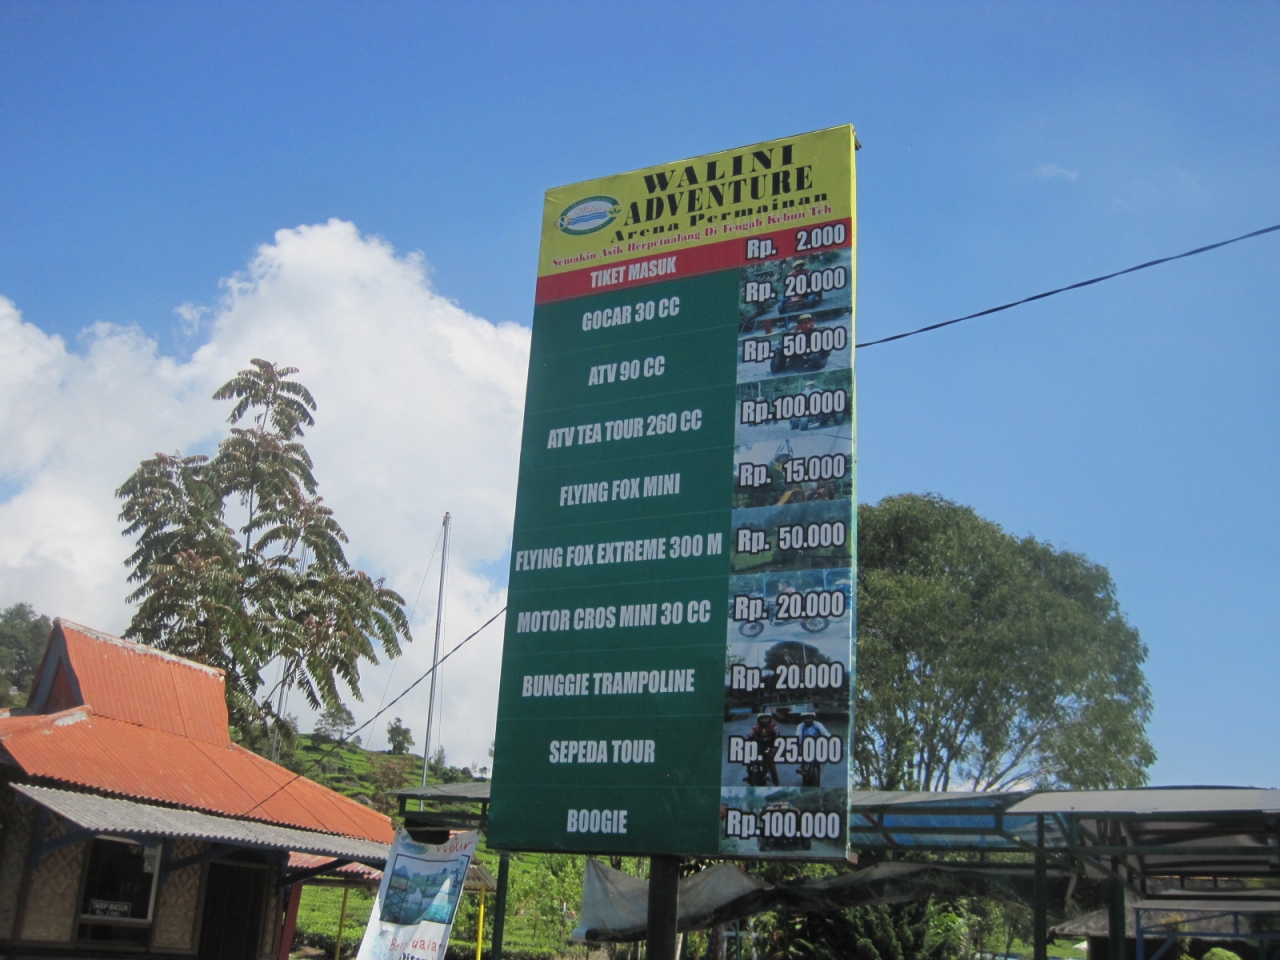 WALINI
ADVENTURE
Arena Permainan
Semakin Asik Berpetualang Di Tengah Kebun Teh
TIKET MASUK Rp. 2.000
GOCAR 30 CC Rp. 20.000
ATV 90 CC Rp. 50.000
ATV TEA TOUR 260 CC Rp.100.000
FLYING FOX MINI Rp. 15.000
FLYING FOX EXTREME 300 M Rp. 50.000
MOTOR CROS MINI 30 CC Rp. 20.000
BUNGGIE TRAMPOLINE Rp. 20.000
SEPEDA TOUR Rp. 25.000
BOOGIE Rp.100.000
TARIP MASUK